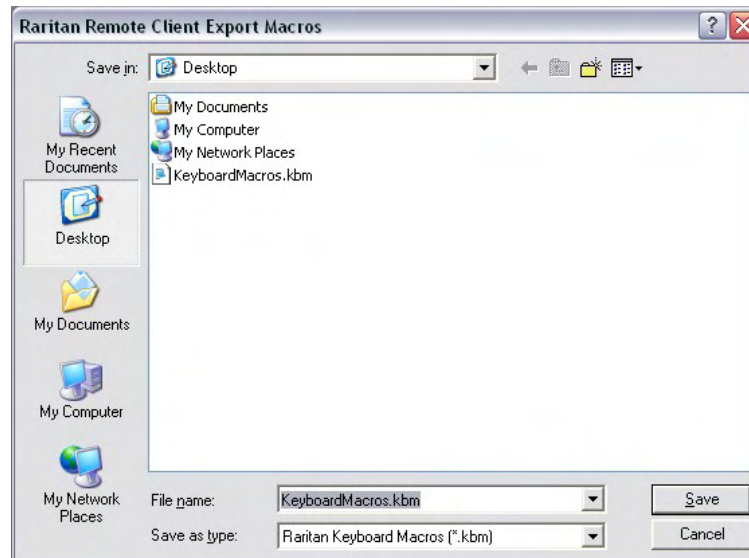 Raritan Remote Client Export Macros
Save in: Desktop
My Documents
My Computer
My Network Places
KeyboardMacros.kbm
My Recent
Documents
Desktop
My Documents
My Computer
My Network
Places
File name: KeyboardMacros.kbm Save
Save as type: Raritan Keyboard Macros (*.kbm) Cancel